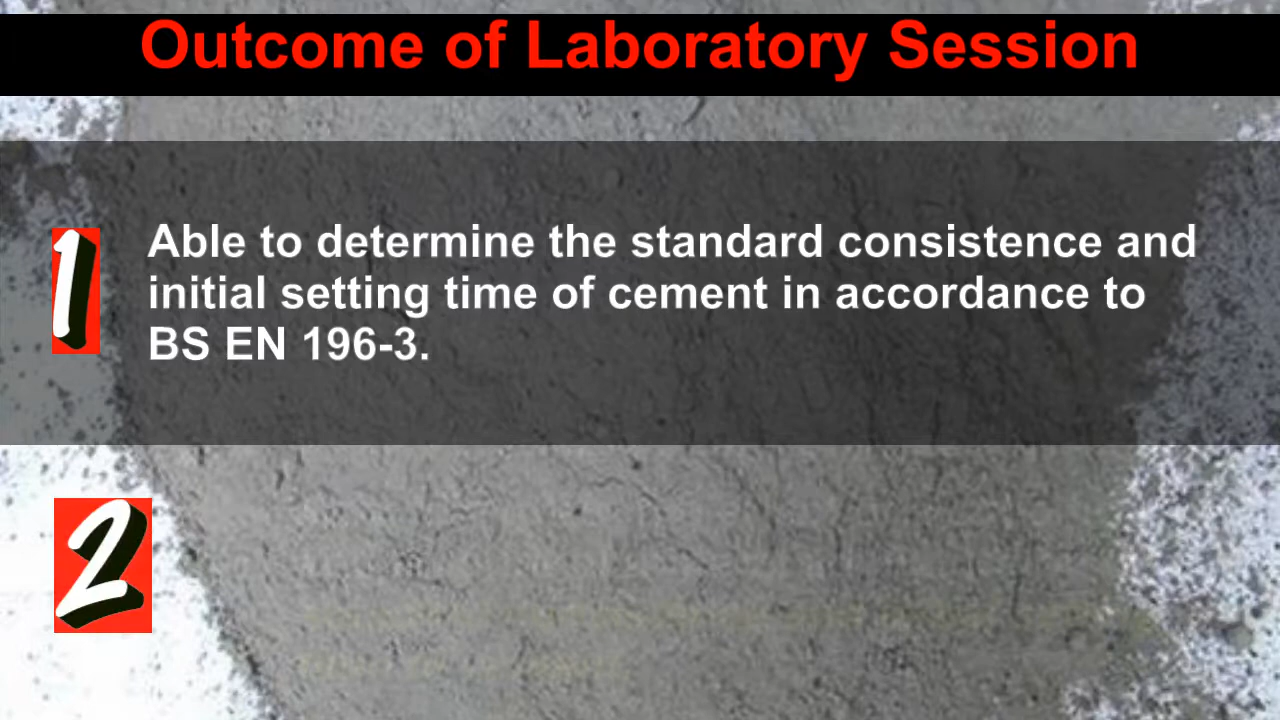 Outcome of Laboratory Session
1
Able to determine the standard consistence and
initial setting time of cement in accordance to
BS EN 196-3.
2